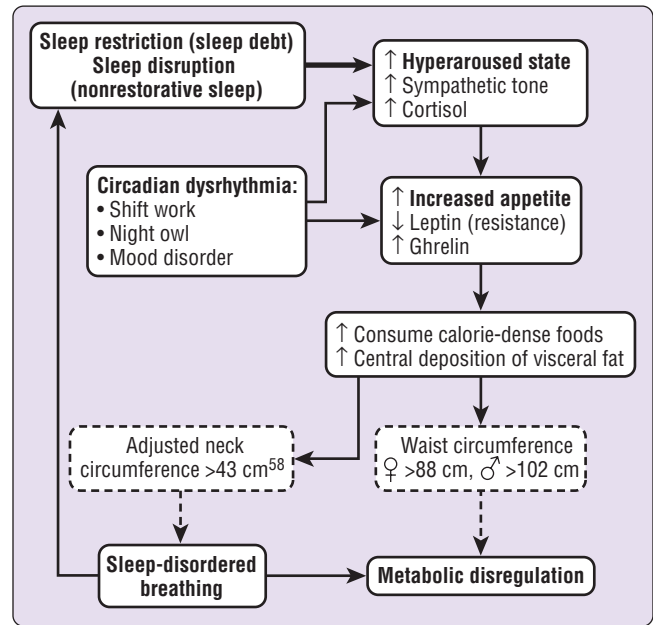 Sleep restriction (sleep debt)
Sleep disruption
(nonrestorative sleep)
↑ Hyperaroused state
↑ Sympathetic tone
↑ Cortisol
Circadian dysrhythmia:
• Shift work
• Night owl
• Mood disorder
↑ Increased appetite
↓ Leptin (resistance)
↑ Ghrelin
↑ Consume calorie-dense foods
↑ Central deposition of visceral fat
Adjusted neck
circumference >43 cm⁵⁸
Waist circumference
♀ >88 cm, ♂ >102 cm
Sleep-disordered
breathing
Metabolic disregulation